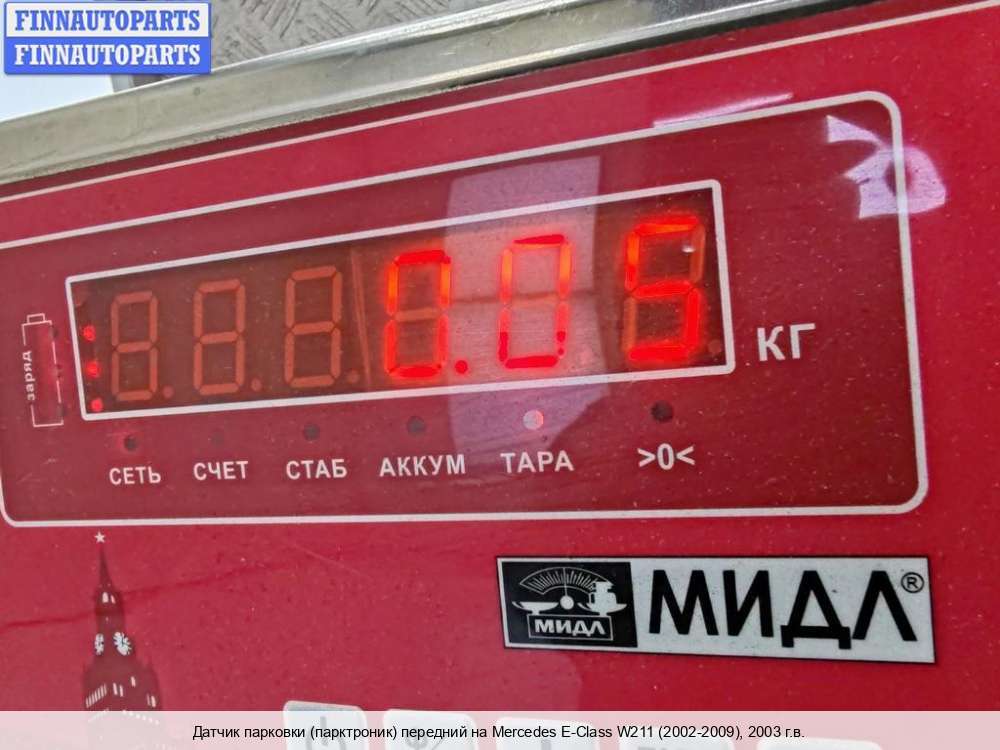 FINNAUTOPARTS
FINNAUTOPARTS
0.05
КГ
заряд
СЕТЬ СЧЕТ СТАБ АККУМ ТАРА >0<
МИДЛ
МИДЛ®
Датчик парковки (парктроник) передний на Mercedes E-Class W211 (2002-2009), 2003 г.в.